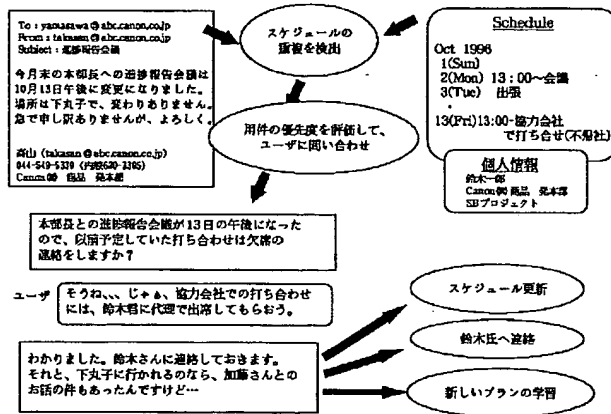 To : yamasawa@abc.canon.co.jp
From : takasan@abc.canon.co.jp
Subject : 進捗報告会議
今月末の本部長への進捗報告会議は
10月13日午後に変更になりました。
場所は下丸子で、変わりありません。
急で申し訳ありませんが、よろしく。
高山 (takasan@abc.canon.co.jp)
044-549-5330 (内線630-3305)
Canon㈱ 商品 発本部
スケジュールの
重複を検出
Schedule
Oct 1996
1(Sun)
2(Mon) 13:00〜会議
3(Tue) 出張
・
13(Fri)13:00-協力会社
で打ち合せ(不帰社)
用件の優先度を評価して、
ユーザに問い合わせ
個人情報
鈴木一郎
Canon㈱ 商品 発本部
SBプロジェクト
本部長との進捗報告会議が13日の午後になった
ので、以前予定していた打ち合わせは欠席の
連絡をしますか?
ユーザ
そうね、、、じゃぁ、協力会社での打ち合わせ
には、鈴木君に代理で出席してもらおう。
スケジュール更新
鈴木氏へ連絡
わかりました。鈴木さんに連絡しておきます。
それと、下丸子に行かれるのなら、加藤さんとの
お話の件もあったんですけど…
新しいプランの学習